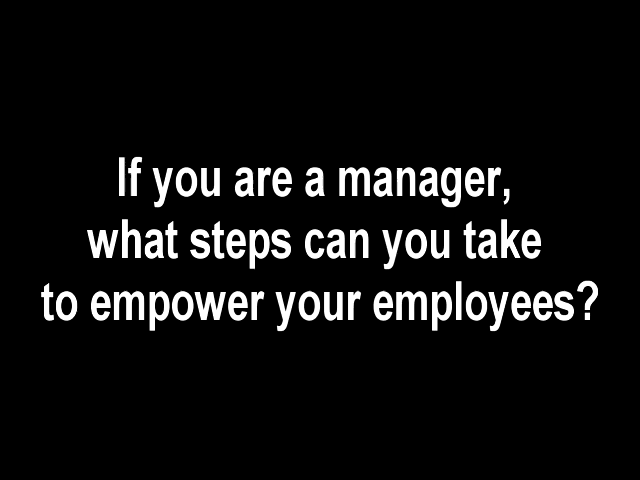 If you are a manager,
what steps can you take
to empower your employees?